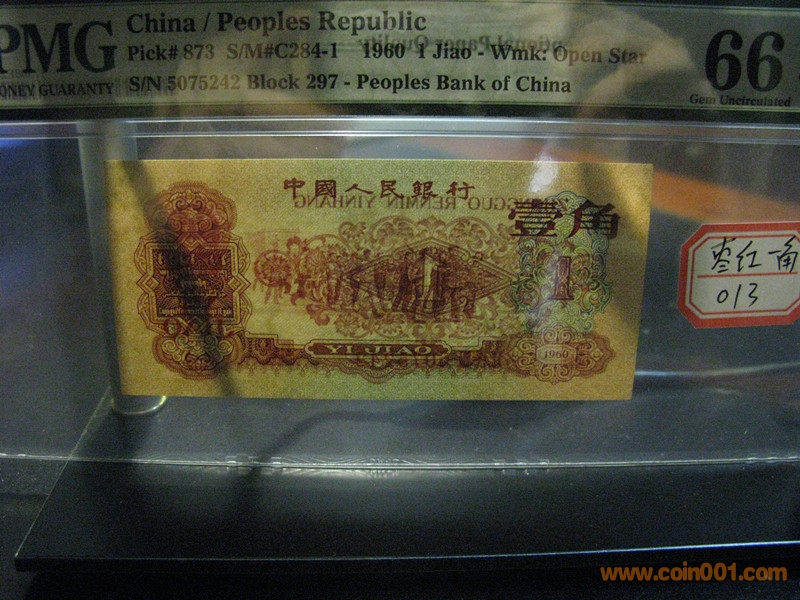 PMG
China / Peoples Republic
Pick# 873 S/M#C284-1 1960 1 Jiao - Wmk: Open Star
S/N 5075242 Block 297 - Peoples Bank of China
66
Gem Uncirculated
中國人民銀行
壹角
1
YI JIAO
1960
枣红一角
013
www.coin001.com